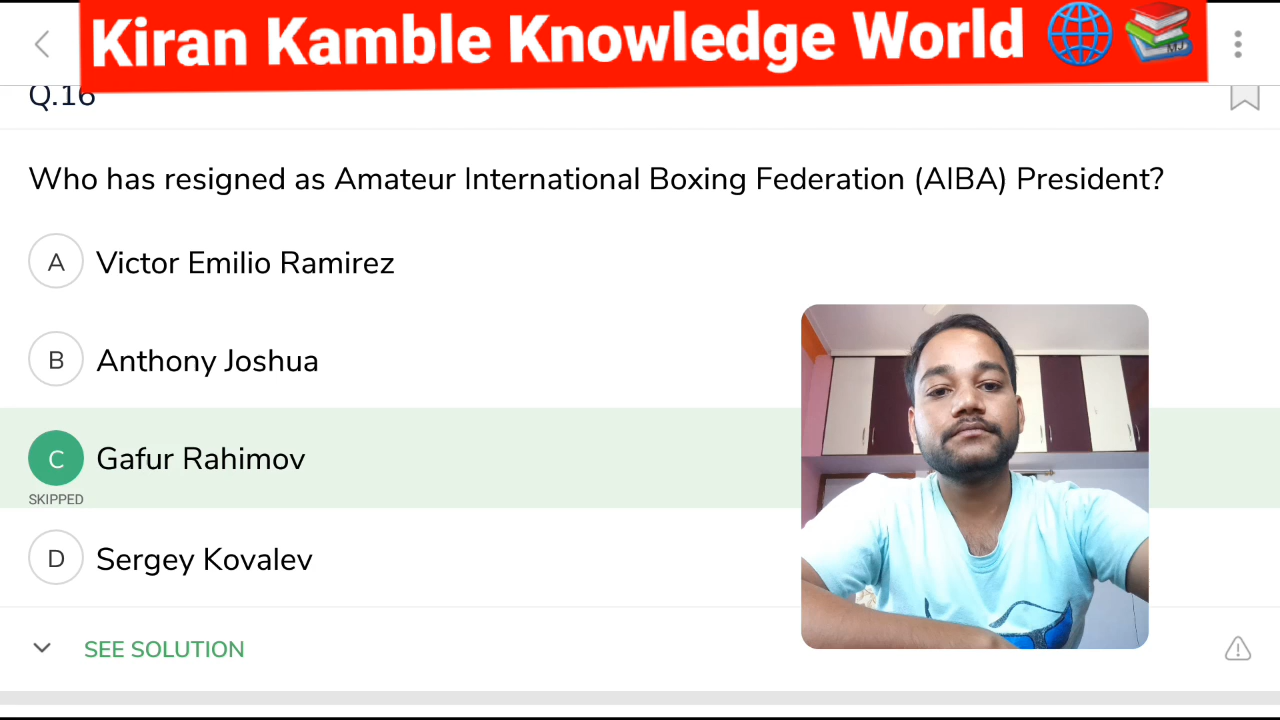 Kiran Kamble Knowledge World
MJ
Q.16
Who has resigned as Amateur International Boxing Federation (AIBA) President?
A Victor Emilio Ramirez
B Anthony Joshua
C Gafur Rahimov
SKIPPED
D Sergey Kovalev
SEE SOLUTION